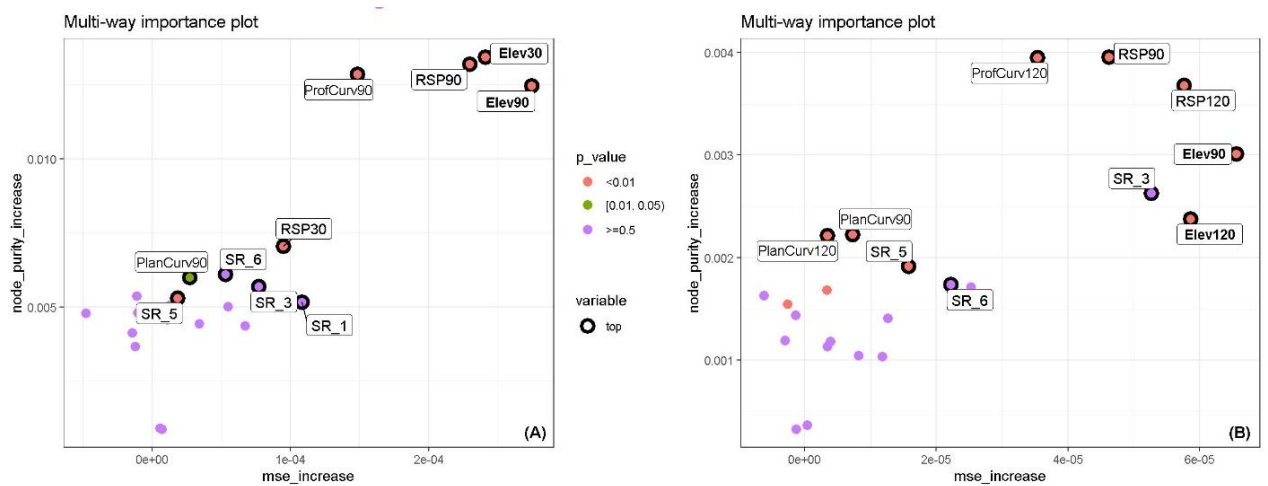 Multi-way importance plot
Elev30
RSP90
ProfCurv90
Elev90
0.010
node_purity_increase
RSP30
SR_6
PlanCurv90
SR_3
0.005
SR_5
SR_1
(A)
0e+00
1e-04
2e-04
mse_increase
p_value
<0.01
[0.01, 0.05)
>=0.5
variable
top
Multi-way importance plot
0.004
RSP90
ProfCurv120
RSP120
0.003
Elev90
SR_3
node_purity_increase
PlanCurv90
Elev120
PlanCurv120
SR_5
0.002
SR_6
0.001
(B)
0e+00
2e-05
4e-05
6e-05
mse_increase